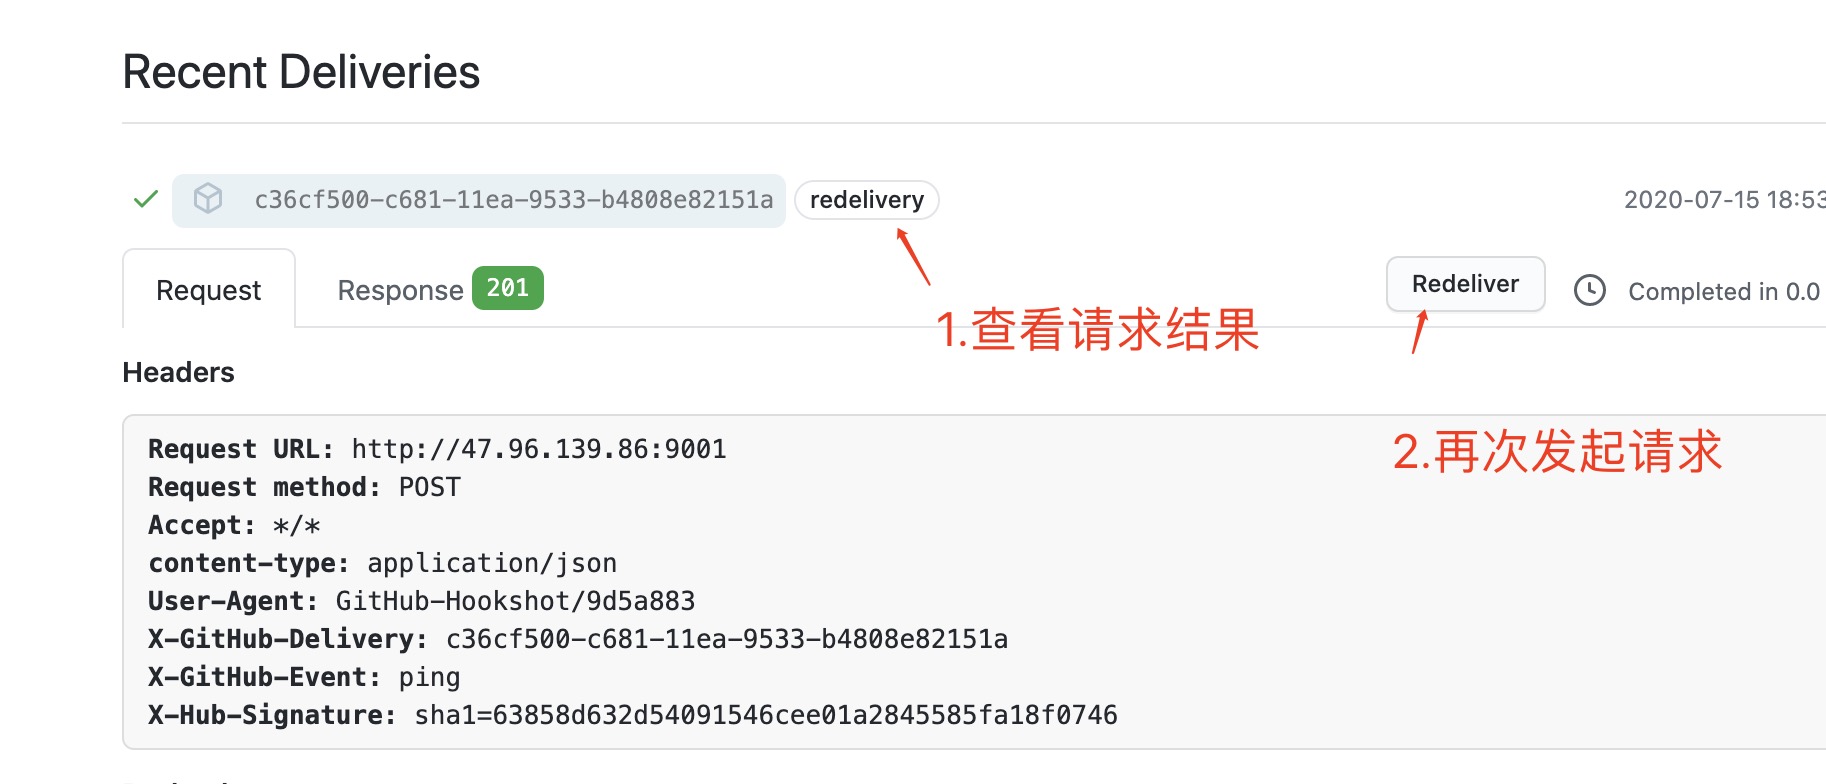 Recent Deliveries
c36cf500-c681-11ea-9533-b4808e82151a redelivery 2020-07-15 18:53
Request Response 201 Redeliver Completed in 0.0
1.查看请求结果
Headers
2.再次发起请求
Request URL: http://47.96.139.86:9001
Request method: POST
Accept: */*
content-type: application/json
User-Agent: GitHub-Hookshot/9d5a883
X-GitHub-Delivery: c36cf500-c681-11ea-9533-b4808e82151a
X-GitHub-Event: ping
X-Hub-Signature: sha1=63858d632d54091546cee01a2845585fa18f0746